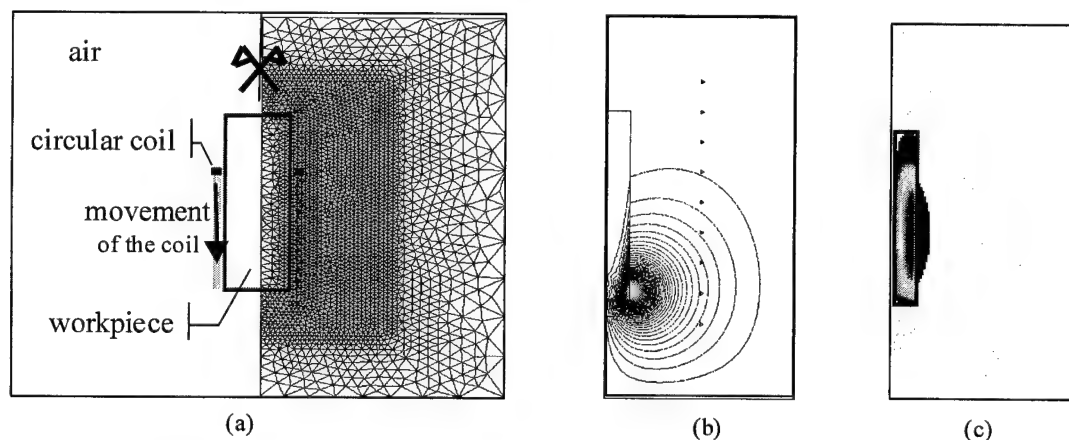 air
circular coil
movement
of the coil
workpiece
(a)
(b)
(c)